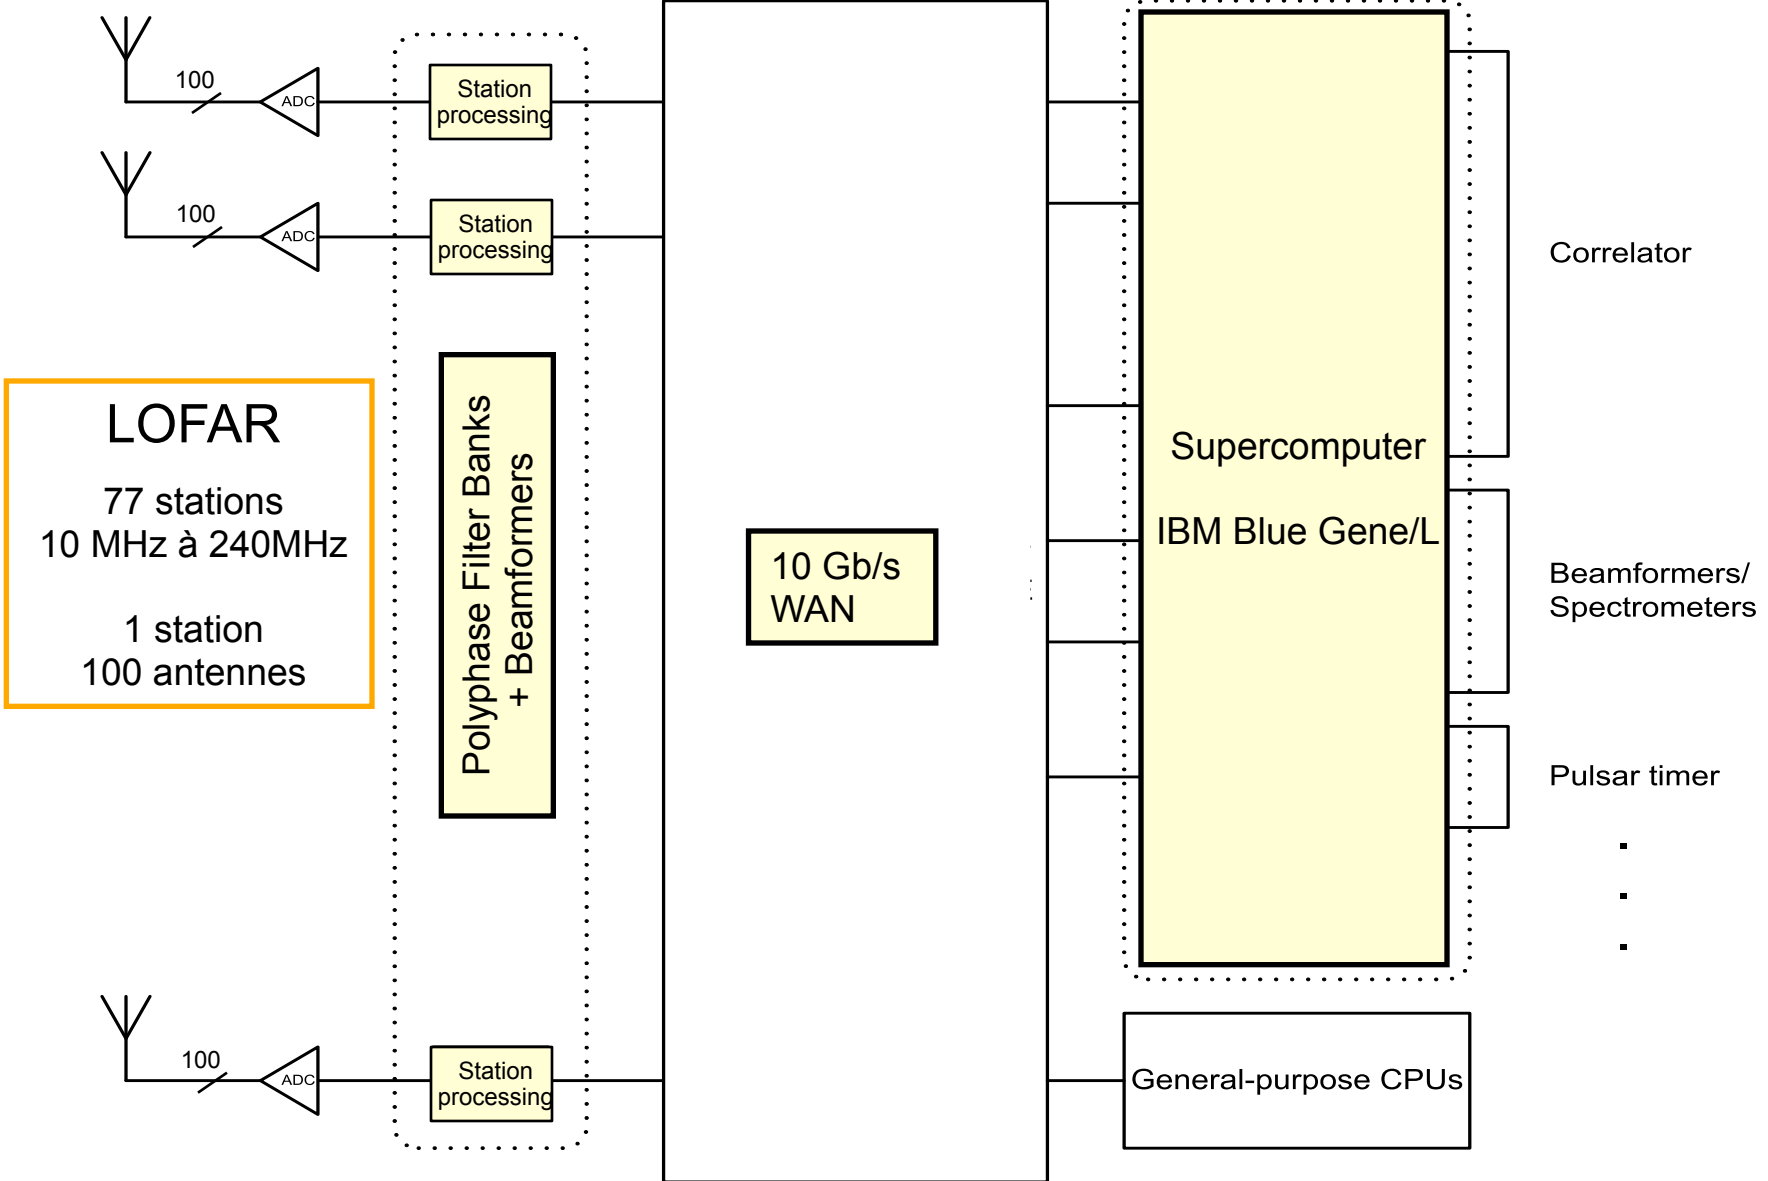 100
ADC
Station
processing
100
ADC
Station
processing
LOFAR
77 stations
10 MHz à 240MHz
1 station
100 antennes
Polyphase Filter Banks
+ Beamformers
10 Gb/s
WAN
Supercomputer
IBM Blue Gene/L
Correlator
Beamformers/
Spectrometers
Pulsar timer
100
ADC
Station
processing
General-purpose CPUs